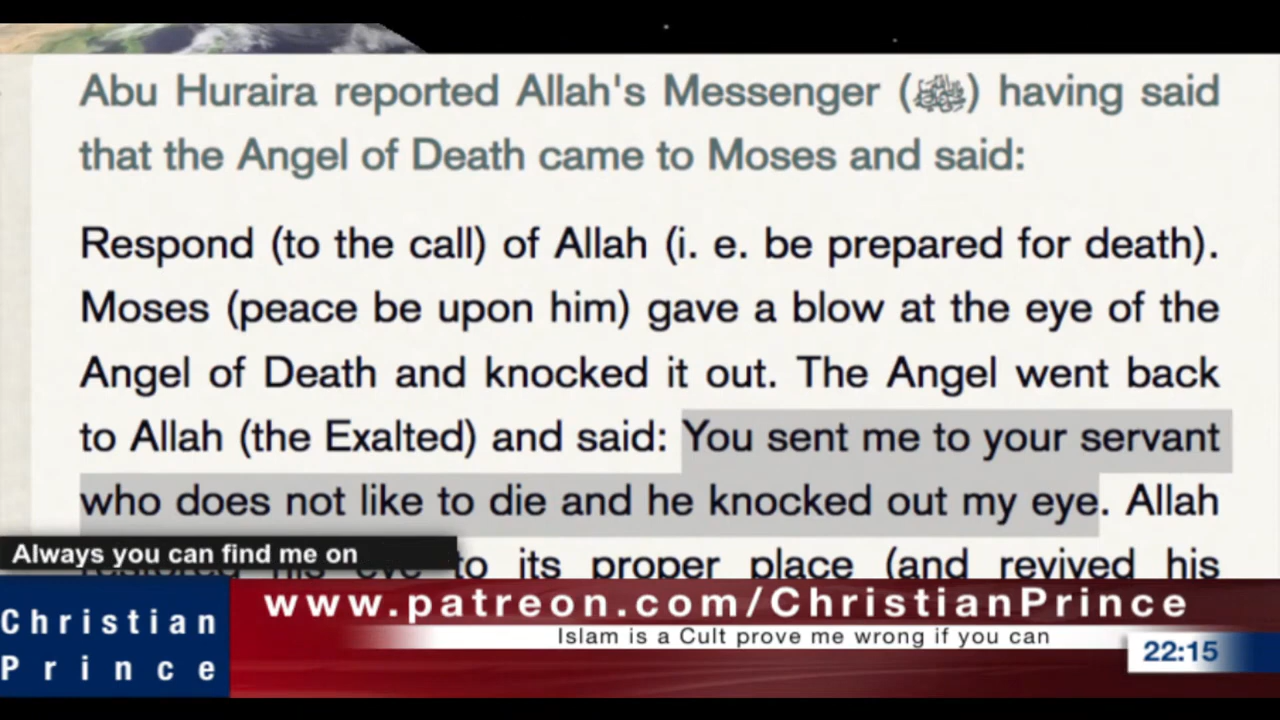 Abu Huraira reported Allah's Messenger (ﷺ) having said
that the Angel of Death came to Moses and said:
Respond (to the call) of Allah (i. e. be prepared for death).
Moses (peace be upon him) gave a blow at the eye of the
Angel of Death and knocked it out. The Angel went back
to Allah (the Exalted) and said: You sent me to your servant
who does not like to die and he knocked out my eye. Allah
restored his eye to its proper place (and revived his
Always you can find me on
Christian
Prince
www.patreon.com/ChristianPrince
Islam is a Cult prove me wrong if you can
22:15